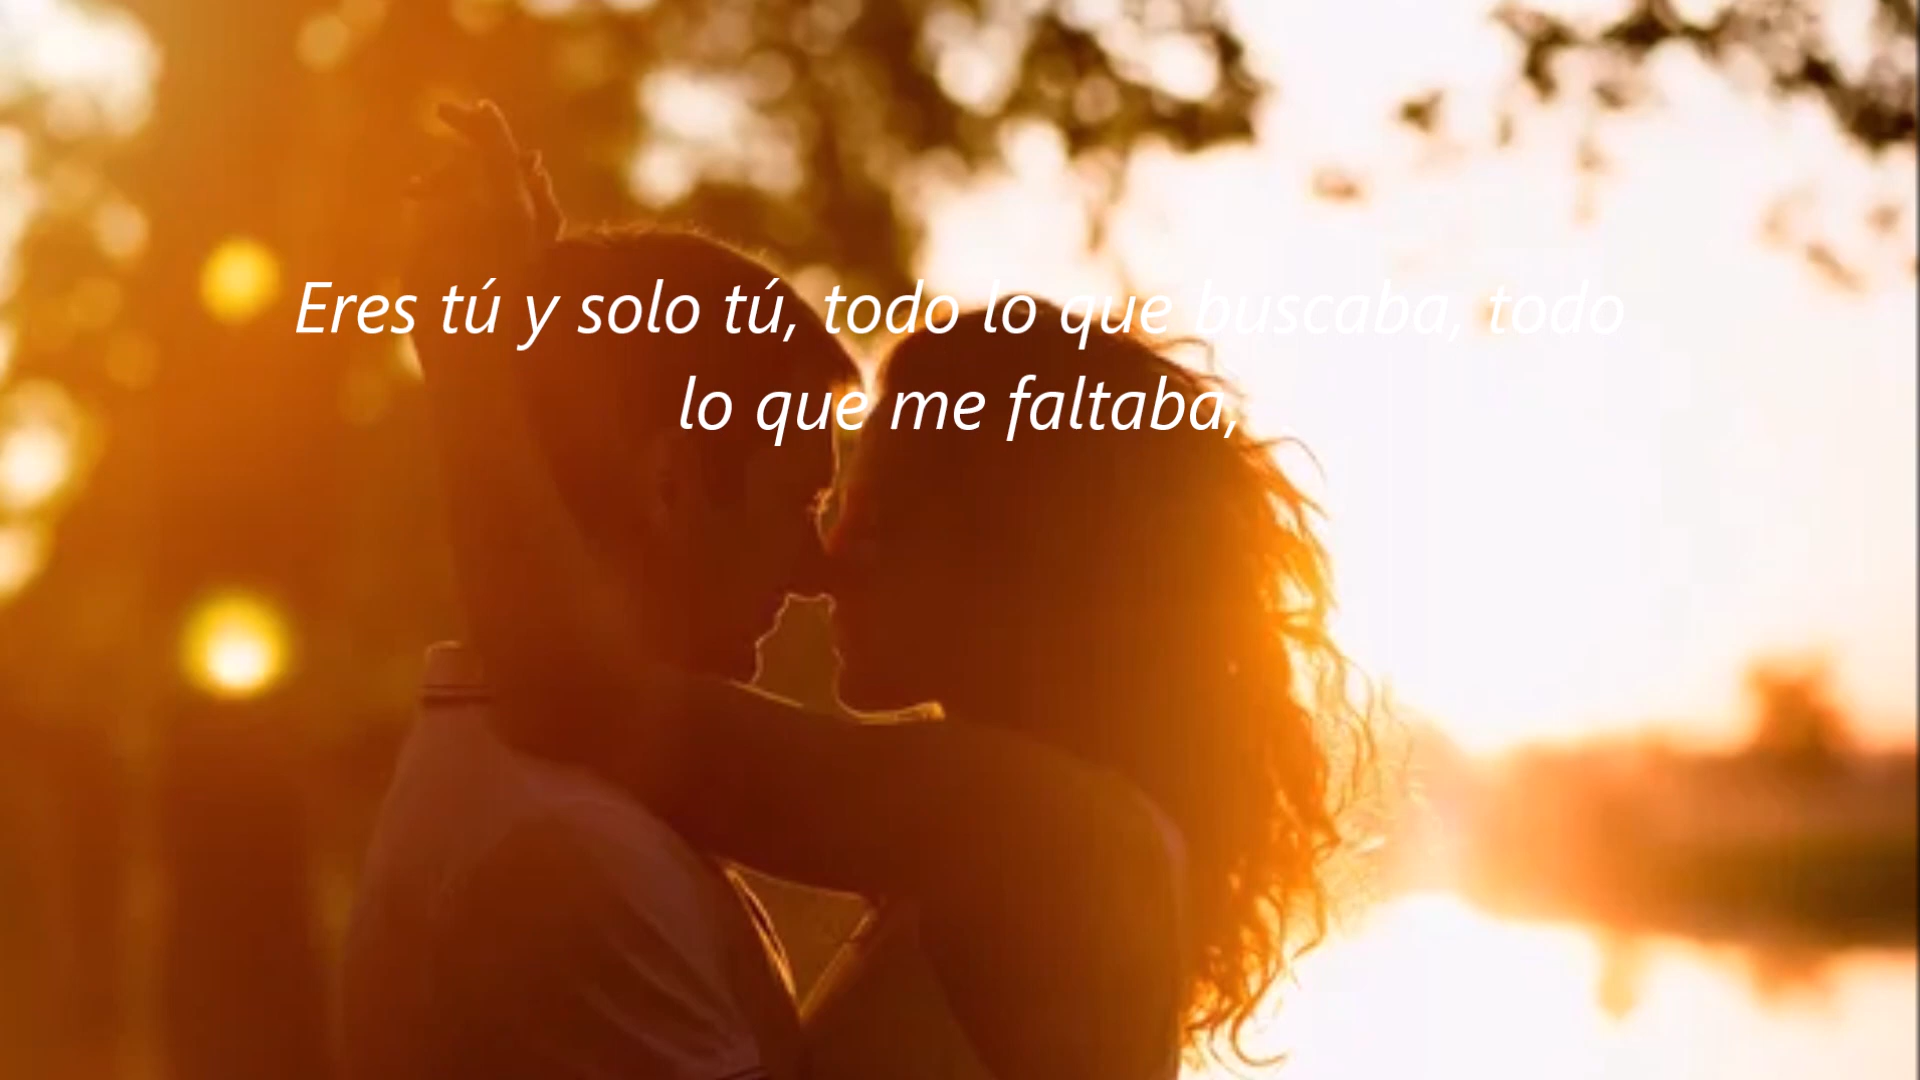 Eres tú y solo tú, todo lo que buscaba, todo
lo que me faltaba,